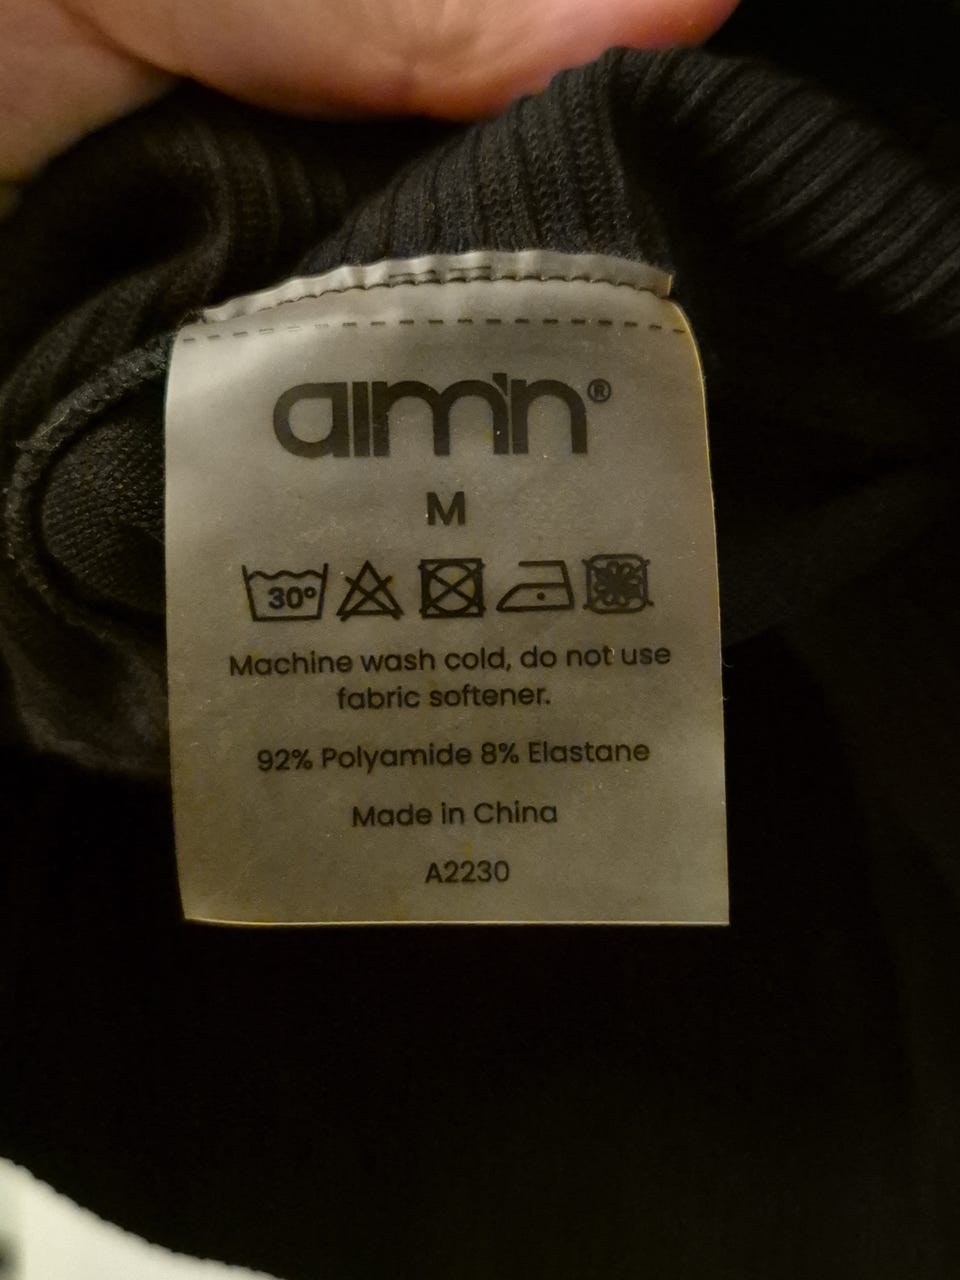 aim'n®
M
30°
Machine wash cold, do not use
fabric softener.
92% Polyamide 8% Elastane
Made in China
A2230